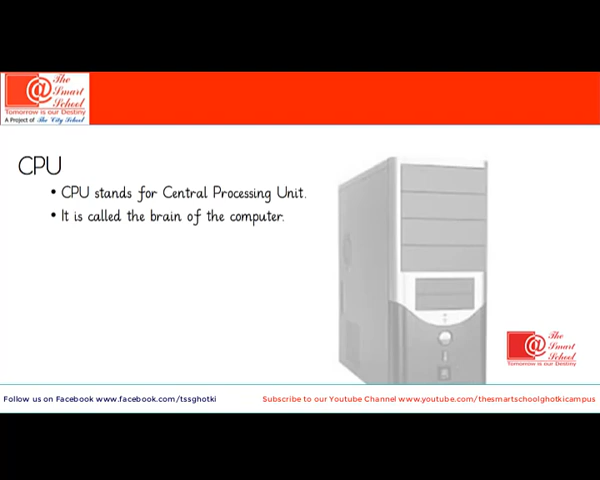 The
Smart
School
Tomorrow is our Destiny
A Project of The City School
CPU
• CPU stands for Central Processing Unit.
• It is called the brain of the computer.
The
Smart
School
Tomorrow is our Destiny
Follow us on Facebook www.facebook.com/tssghotki
Subscribe to our Youtube Channel www.youtube.com/thesmartschoolghotkicampus